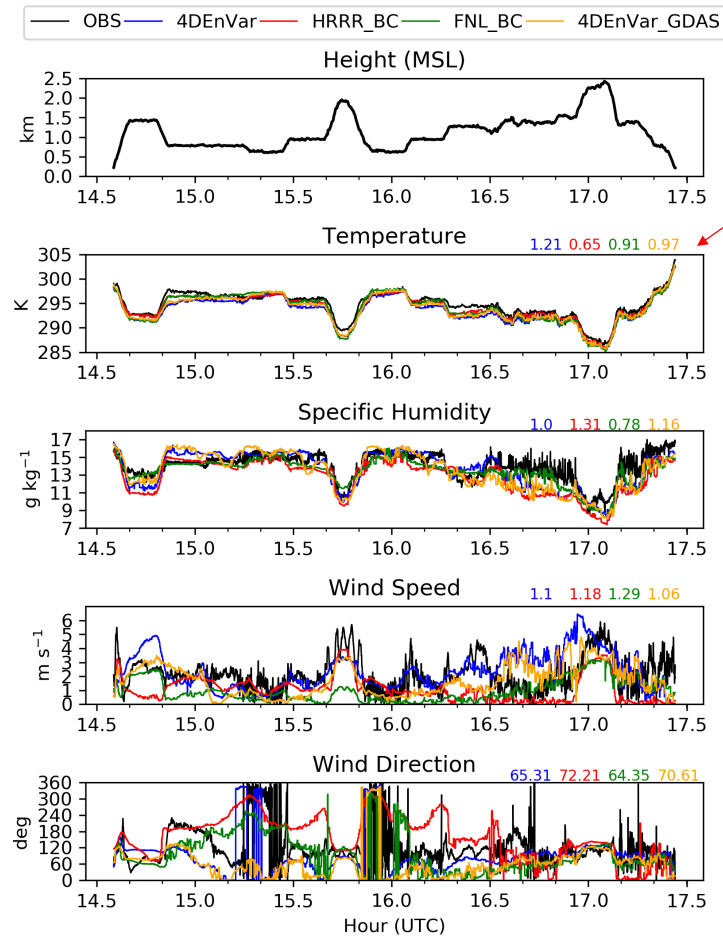 OBS 4DEnVar HRRR_BC FNL_BC 4DEnVar_GDAS
Height (MSL)
2.5
2.0
1.5
1.0
0.5
0.0
km
14.5 15.0 15.5 16.0 16.5 17.0 17.5
Temperature
1.21 0.65 0.91 0.97
305
300
295
290
285
K
14.5 15.0 15.5 16.0 16.5 17.0 17.5
Specific Humidity
1.0 1.31 0.78 1.16
17
15
13
11
9
7
g kg⁻¹
14.5 15.0 15.5 16.0 16.5 17.0 17.5
Wind Speed
1.1 1.18 1.29 1.06
6
5
4
3
2
1
0
m s⁻¹
14.5 15.0 15.5 16.0 16.5 17.0 17.5
Wind Direction
65.31 72.21 64.35 70.61
360
300
240
180
120
60
0
deg
14.5 15.0 15.5 16.0 16.5 17.0 17.5
Hour (UTC)